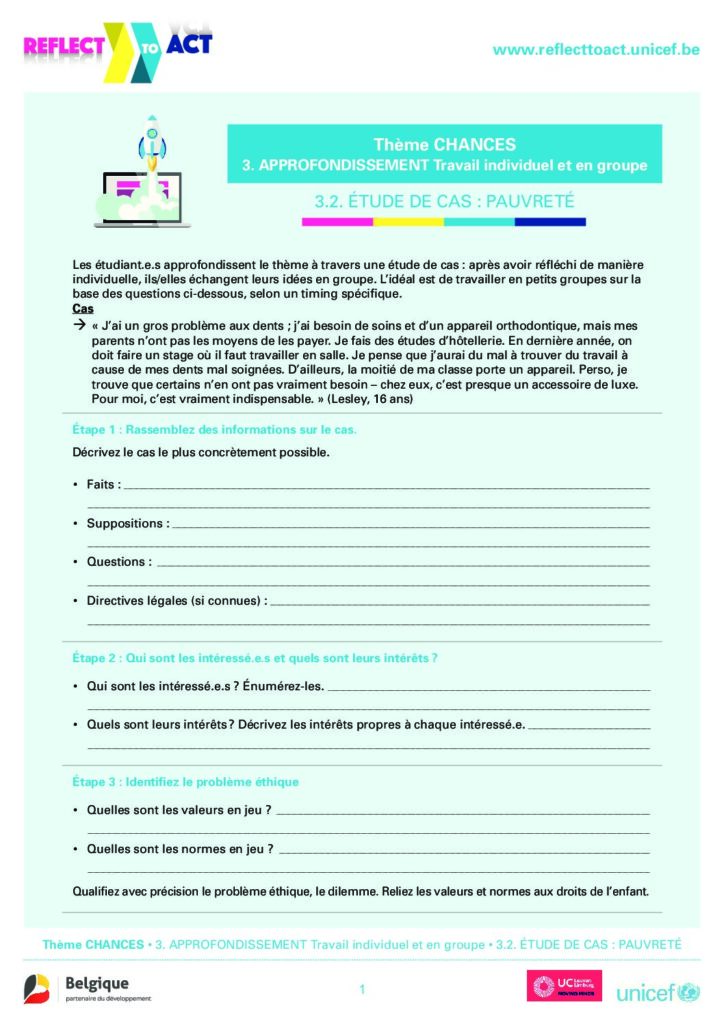 REFLECT TO ACT
www.reflecttoact.unicef.be
Thème CHANCES
3. APPROFONDISSEMENT Travail individuel et en groupe
3.2. ÉTUDE DE CAS : PAUVRETÉ
Les étudiant.e.s approfondissent le thème à travers une étude de cas : après avoir réfléchi de manière
individuelle, ils/elles échangent leurs idées en groupe. L’idéal est de travailler en petits groupes sur la
base des questions ci-dessous, selon un timing spécifique.
Cas
→ « J’ai un gros problème aux dents ; j’ai besoin de soins et d’un appareil orthodontique, mais mes
parents n’ont pas les moyens de les payer. Je fais des études d’hôtellerie. En dernière année, on
doit faire un stage où il faut travailler en salle. Je pense que j’aurai du mal à trouver du travail à
cause de mes dents mal soignées. D’ailleurs, la moitié de ma classe porte un appareil. Perso, je
trouve que certains n’en ont pas vraiment besoin – chez eux, c’est presque un accessoire de luxe.
Pour moi, c’est vraiment indispensable. » (Lesley, 16 ans)
Étape 1 : Rassemblez des informations sur le cas.
Décrivez le cas le plus concrètement possible.
• Faits :
• Suppositions :
• Questions :
• Directives légales (si connues) :
Étape 2 : Qui sont les intéressé.e.s et quels sont leurs intérêts ?
• Qui sont les intéressé.e.s ? Énumérez-les.
• Quels sont leurs intérêts ? Décrivez les intérêts propres à chaque intéressé.e.
Étape 3 : Identifiez le problème éthique
• Quelles sont les valeurs en jeu ?
• Quelles sont les normes en jeu ?
Qualifiez avec précision le problème éthique, le dilemme. Reliez les valeurs et normes aux droits de l’enfant.
Thème CHANCES • 3. APPROFONDISSEMENT Travail individuel et en groupe • 3.2. ÉTUDE DE CAS : PAUVRETÉ
Belgique
partenaire du développement
1
UC Leuven
Limburg
unicef